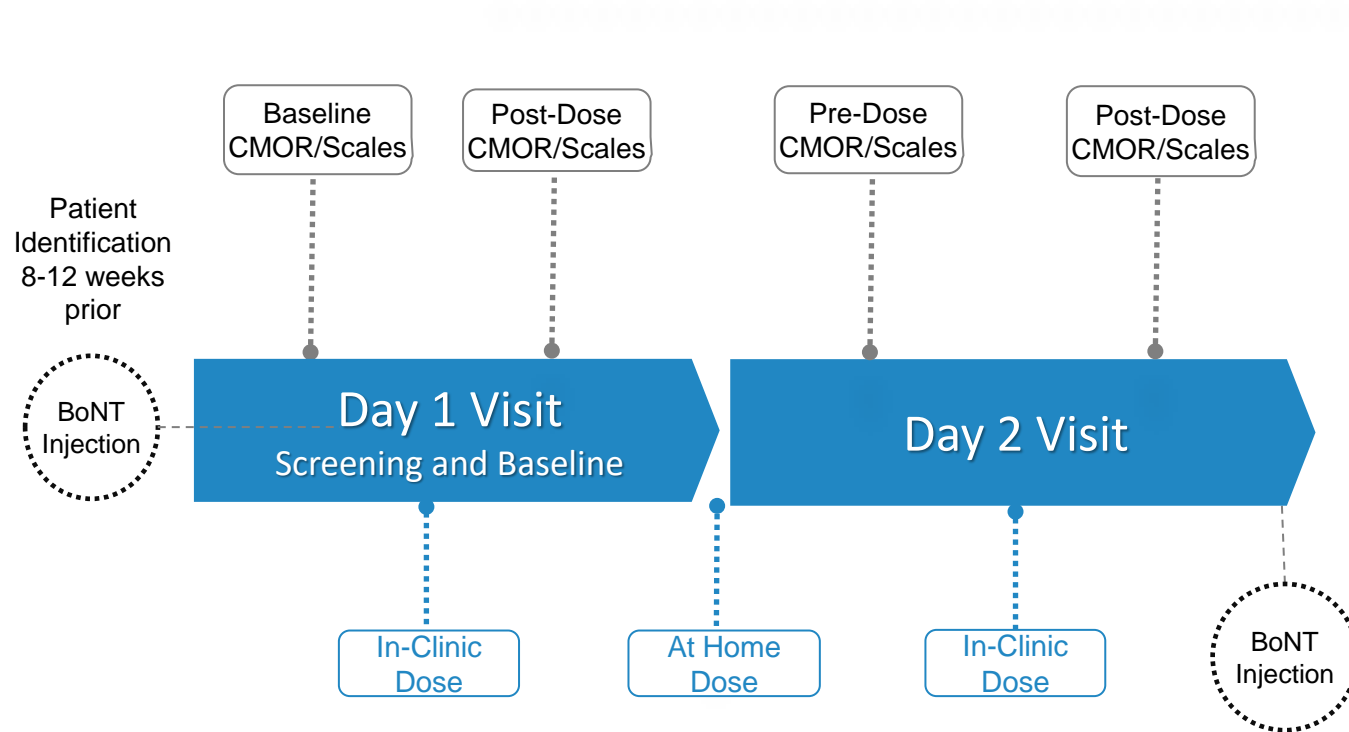 Baseline
CMOR/Scales
Post-Dose
CMOR/Scales
Pre-Dose
CMOR/Scales
Post-Dose
CMOR/Scales
Patient
Identification
8-12 weeks
prior
BoNT
Injection
Day 1 Visit
Screening and Baseline
Day 2 Visit
In-Clinic
Dose
At Home
Dose
In-Clinic
Dose
BoNT
Injection